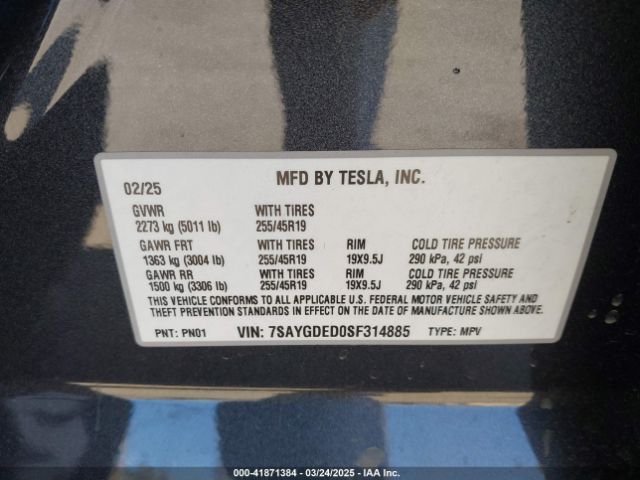 02/25 MFD BY TESLA, INC.
GVWR WITH TIRES
2273 kg (5011 lb) 255/45R19
GAWR FRT WITH TIRES RIM COLD TIRE PRESSURE
1363 kg (3004 lb) 255/45R19 19X9.5J 290 kPa, 42 psi
GAWR RR WITH TIRES RIM COLD TIRE PRESSURE
1500 kg (3306 lb) 255/45R19 19X9.5J 290 kPa, 42 psi
THIS VEHICLE CONFORMS TO ALL APPLICABLE U.S. FEDERAL MOTOR VEHICLE SAFETY AND
THEFT PREVENTION STANDARDS IN EFFECT ON THE DATE OF MANUFACTURE SHOWN ABOVE.
PNT: PN01 VIN: 7SAYGDED0SF314885 TYPE: MPV
000-41871384 - 03/24/2025 - IAA Inc.